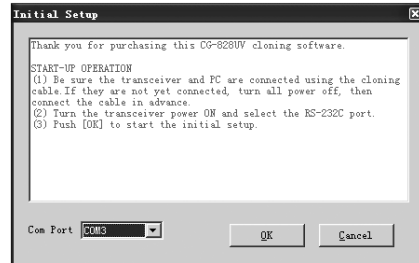 Initial Setup
Thank you for purchasing this CG-828UV cloning software.
START-UP OPERATION
(1) Be sure the transceiver and PC are connected using the cloning
cable.If they are not yet connected, turn all power off, then
connect the cable in advance.
(2) Turn the transceiver power ON and select the RS-232C port.
(3) Push [OK] to start the initial setup.
Com Port COM3 OK Cancel